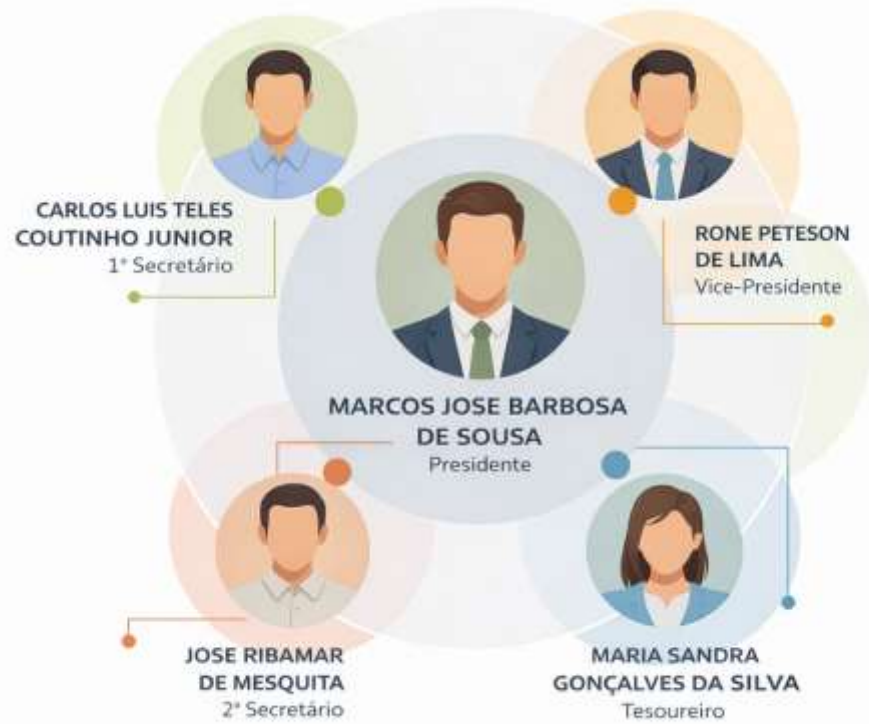 CARLOS LUIS TELES
COUTINHO JUNIOR
1° Secretário
RONE PETESON
DE LIMA
Vice-Presidente
MARCOS JOSE BARBOSA
DE SOUSA
Presidente
JOSE RIBAMAR
DE MESQUITA
2° Secretário
MARIA SANDRA
GONÇALVES DA SILVA
Tesoureiro